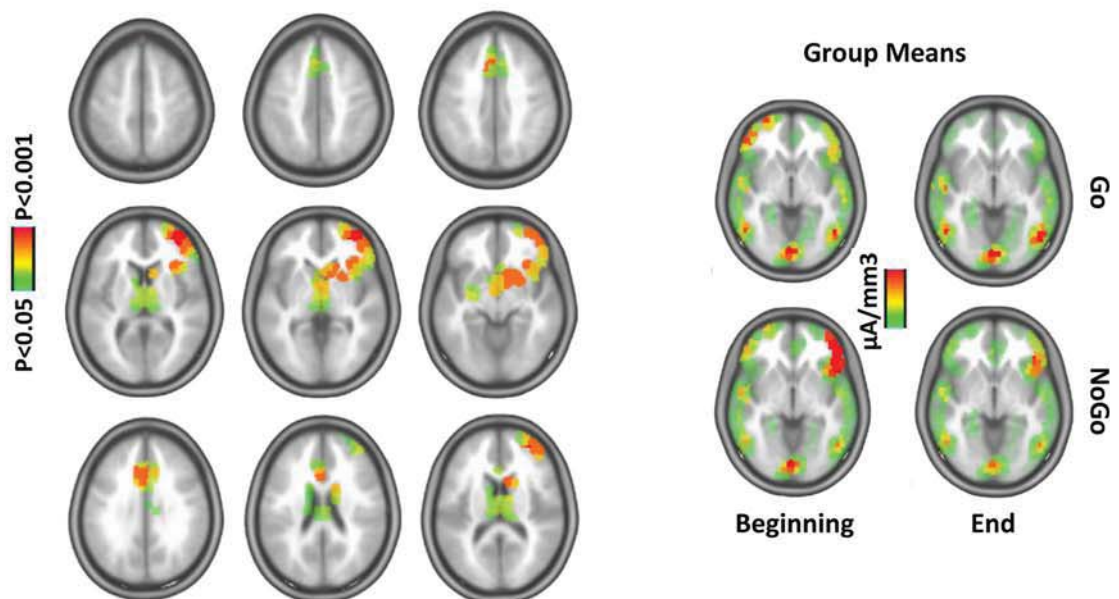 P<0.05
P<0.001
Group Means
Go
µA/mm3
NoGo
Beginning
End